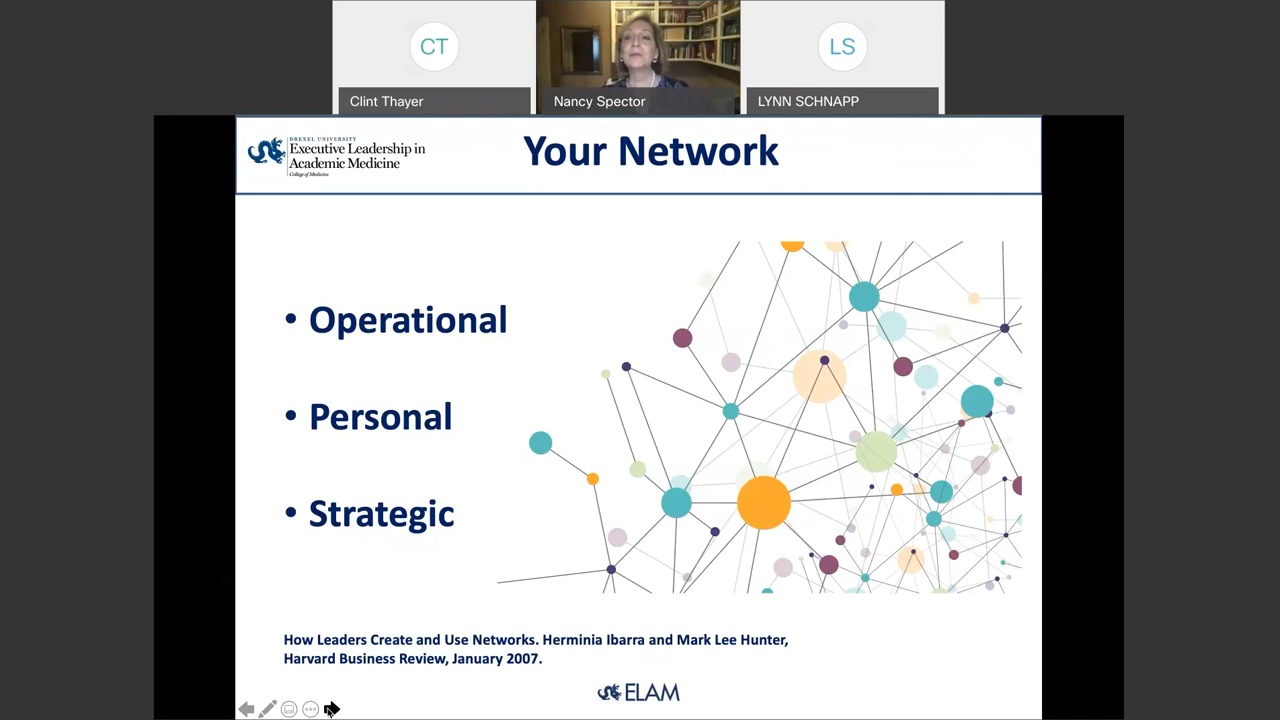 CT
LS
Clint Thayer
Nancy Spector
LYNN SCHNAPP
DREXEL UNIVERSITY
Executive Leadership in
Academic Medicine
College of Medicine
Your Network
• Operational
• Personal
• Strategic
How Leaders Create and Use Networks. Herminia Ibarra and Mark Lee Hunter,
Harvard Business Review, January 2007.
ELAM